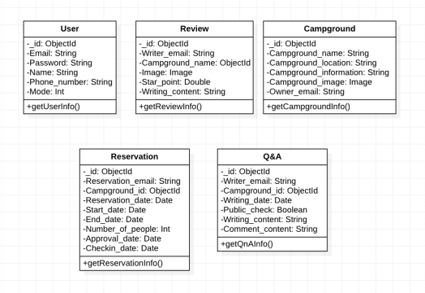 User
-_id: ObjectId
-Email: String
-Password: String
-Name: String
-Phone_number: String
-Mode: Int
+getUserInfo()
Review
-_id: ObjectId
-Writer_email: String
-Campground_name: ObjectId
-Image: Image
-Star_point: Double
-Writing_content: String
+getReviewInfo()
Campground
-_id: ObjectId
-Campground_name: String
-Campground_location: String
-Campground_information: String
-Campground_image: Image
-Owner_email: String
+getCampgroundInfo()
Reservation
-_id: ObjectId
-Reservation_email: String
-Campground_id: ObjectId
-Reservation_date: Date
-Start_date: Date
-End_date: Date
-Number_of_people: Int
-Approval_date: Date
-Checkin_date: Date
+getReservationInfo()
Q&A
-_id: ObjectId
-Writer_email: String
-Campground_id: ObjectId
-Writing_date: Date
-Public_check: Boolean
-Writing_content: String
-Comment_content: String
+getQnAInfo()